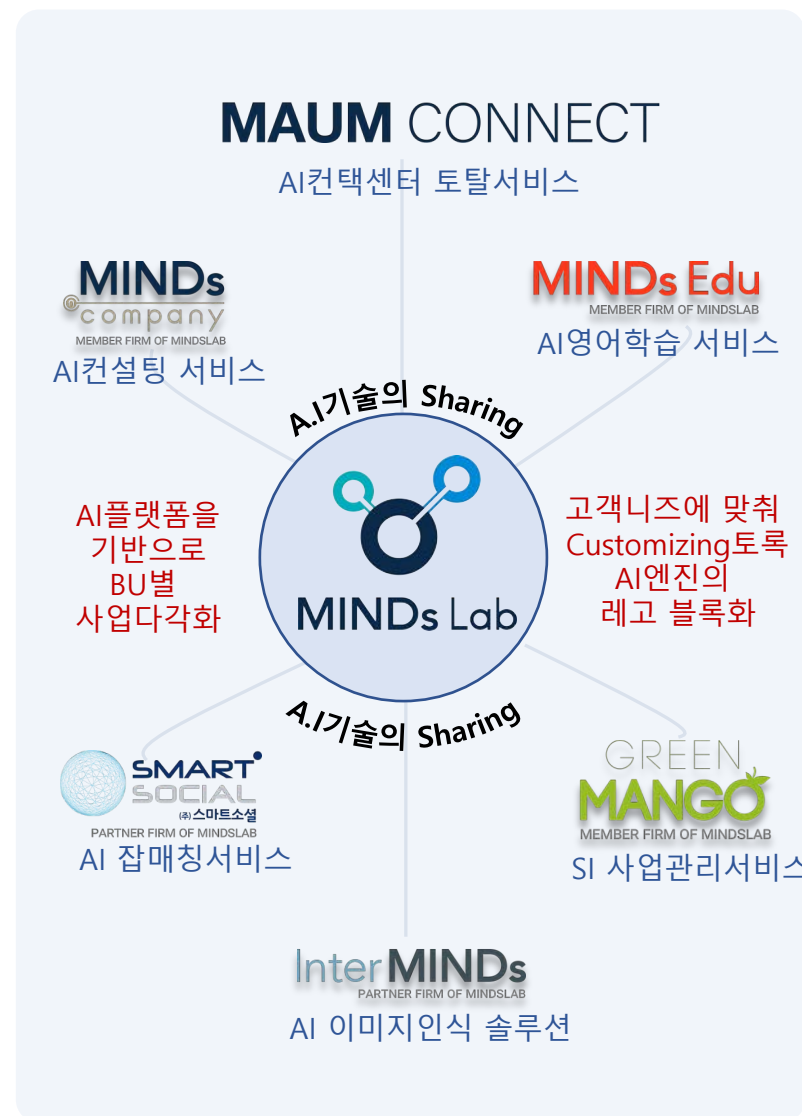 MAUM CONNECT
AI컨택센터 토탈서비스
MINDs
@company
MEMBER FIRM OF MINDSLAB
AI컨설팅 서비스
MINDs Edu
MEMBER FIRM OF MINDSLAB
AI영어학습 서비스
A.I기술의 Sharing
AI플랫폼을
기반으로
BU별
사업다각화
MINDs Lab
고객니즈에 맞춰
Customizing토록
AI엔진의
레고 블록화
A.I기술의 Sharing
SMART
SOCIAL
(주)스마트소셜
PARTNER FIRM OF MINDSLAB
AI 잡매칭서비스
GREEN
MANGO
MEMBER FIRM OF MINDSLAB
SI 사업관리서비스
InterMINDs
PARTNER FIRM OF MINDSLAB
AI 이미지인식 솔루션